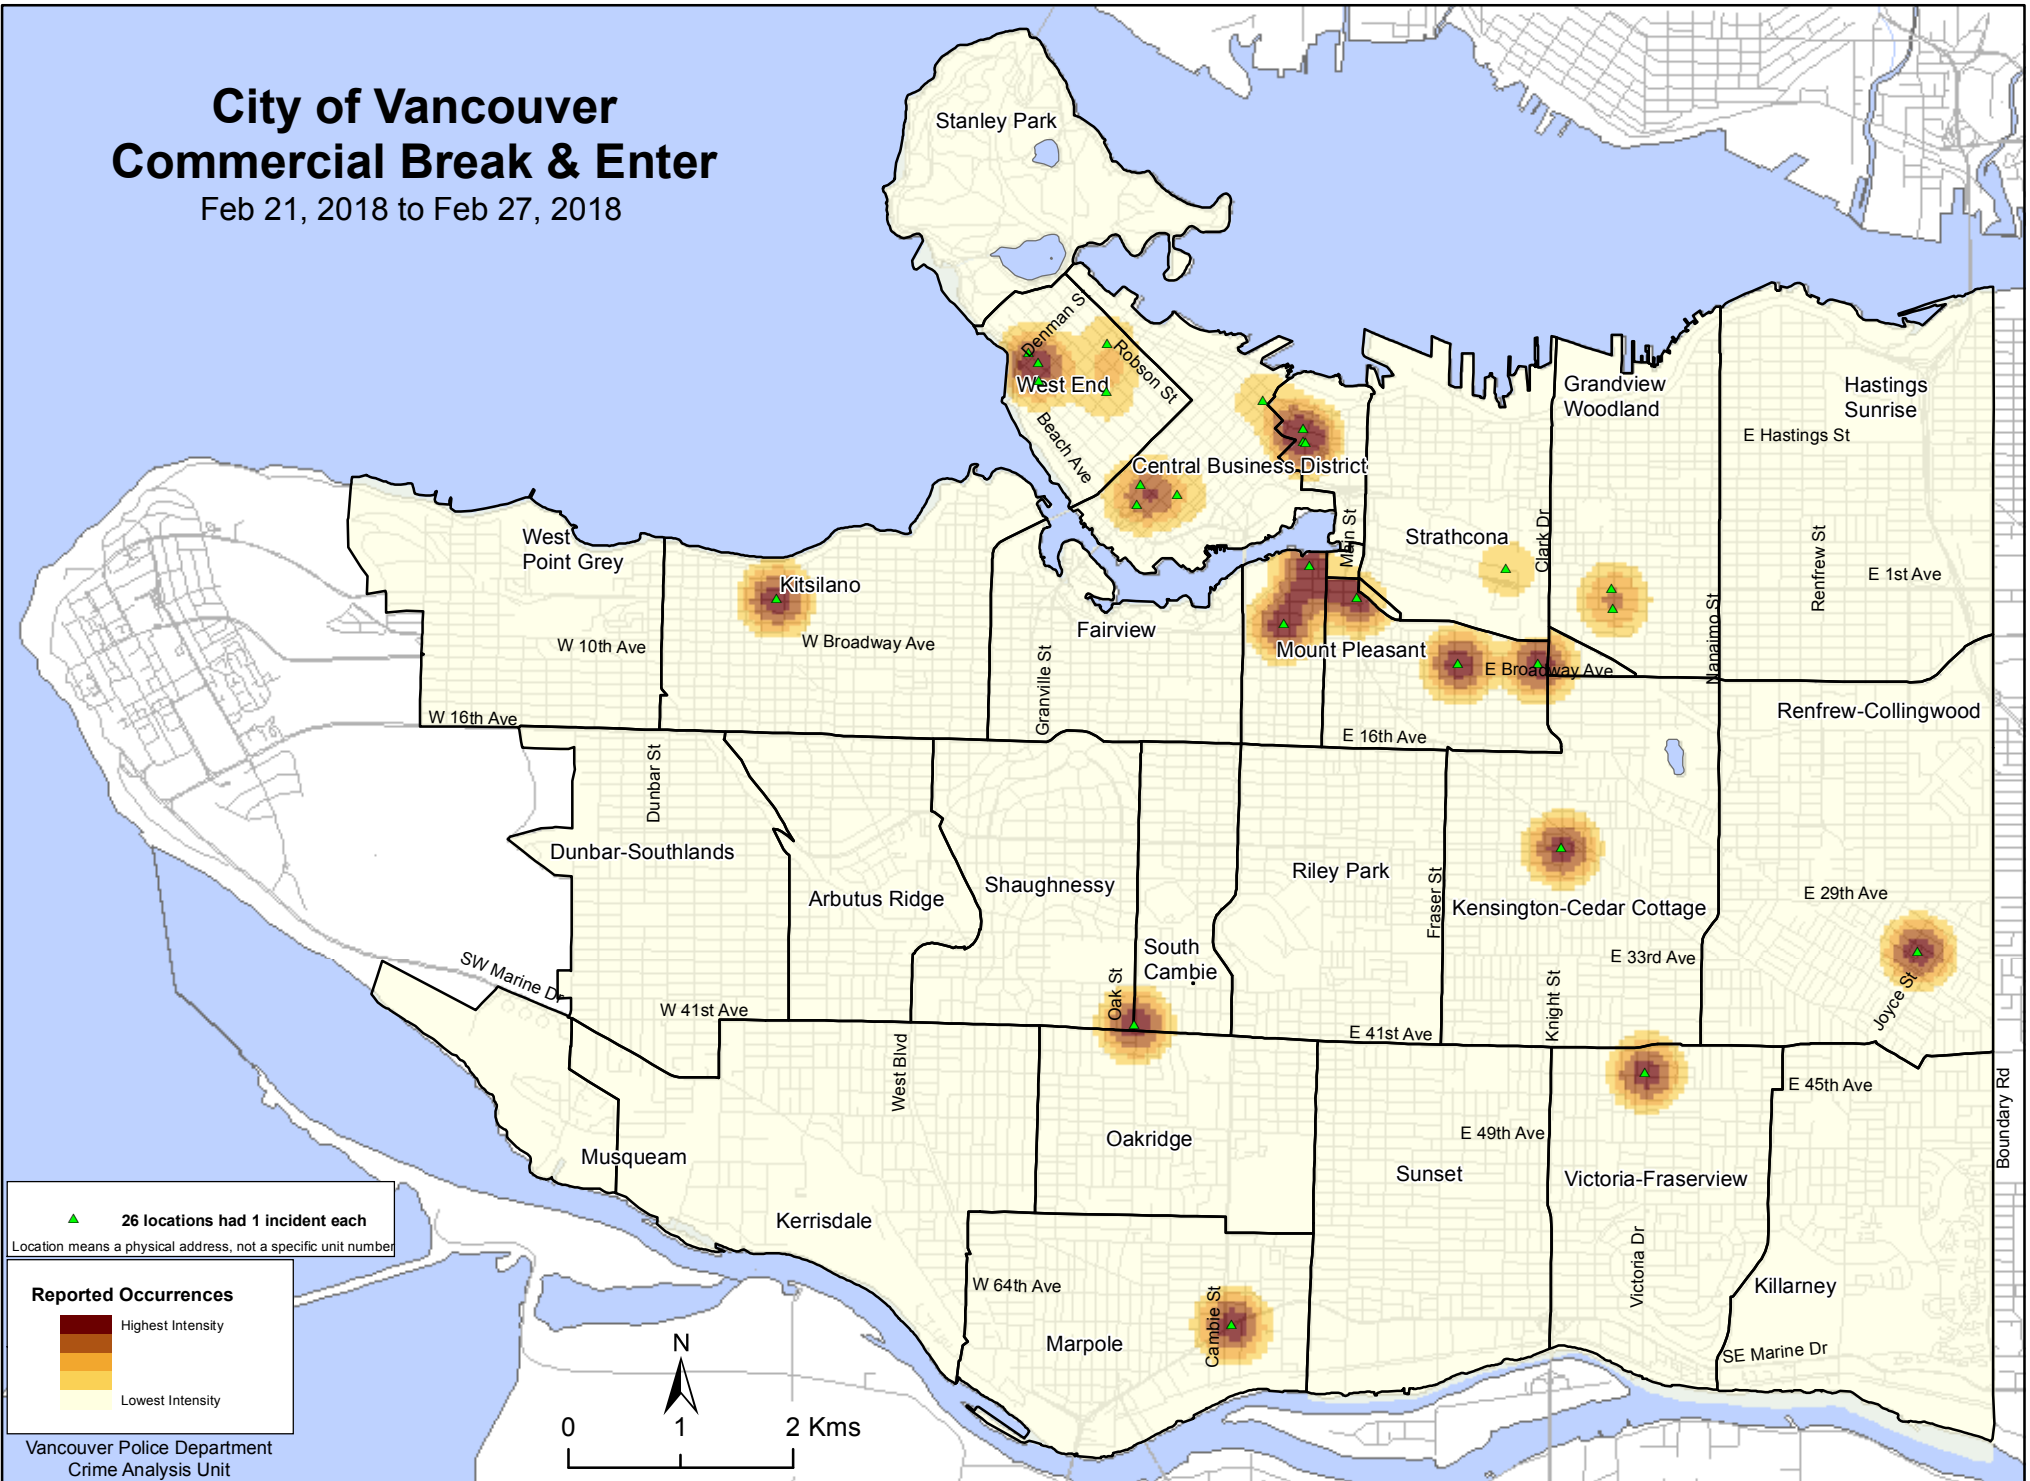 City of Vancouver
Commercial Break & Enter
Feb 21, 2018 to Feb 27, 2018
Stanley Park
Denman S
Robson St
West End
Beach Ave
Central Business District
Main St
Strathcona
Clark Dr
Grandview
Woodland
Hastings
Sunrise
E Hastings St
Renfrew St
E 1st Ave
Nanaimo St
West
Point Grey
Kitsilano
W 10th Ave
W Broadway Ave
Fairview
Granville St
Mount Pleasant
E Broadway Ave
W 16th Ave
E 16th Ave
Renfrew-Collingwood
Dunbar St
Dunbar-Southlands
Arbutus Ridge
Shaughnessy
South
Cambie
Oak St
Riley Park
Fraser St
Kensington-Cedar Cottage
E 29th Ave
E 33rd Ave
Knight St
Joyce St
SW Marine Dr
W 41st Ave
E 41st Ave
West Blvd
E 45th Ave
Boundary Rd
E 49th Ave
Musqueam
Oakridge
Sunset
Victoria-Fraserview
Kerrisdale
Victoria Dr
Killarney
W 64th Ave
Marpole
Cambie St
SE Marine Dr
26 locations had 1 incident each
Location means a physical address, not a specific unit number
Reported Occurrences
Highest Intensity
Lowest Intensity
Vancouver Police Department
Crime Analysis Unit
N
0 1 2 Kms